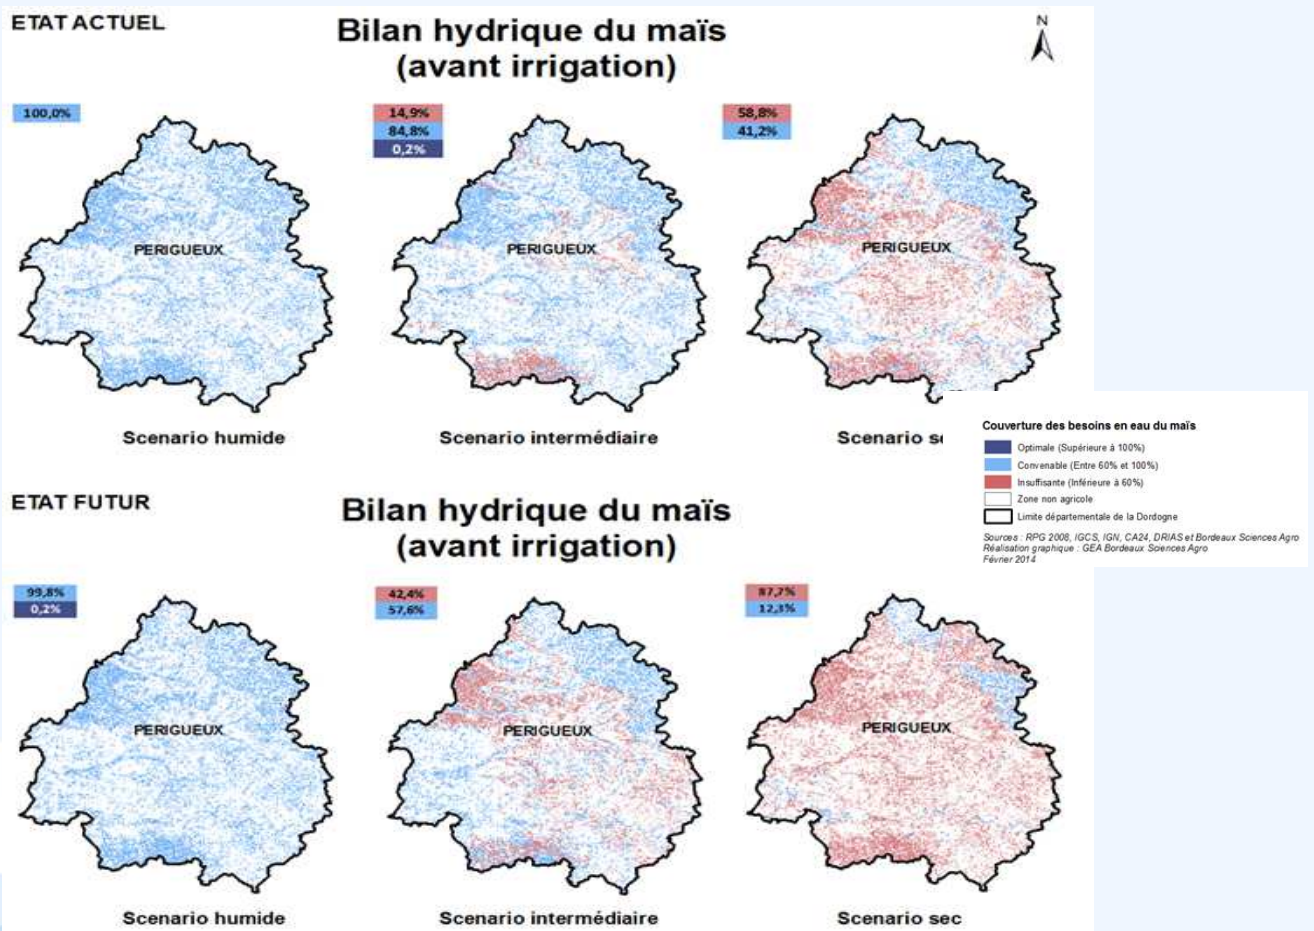 ETAT ACTUEL
Bilan hydrique du maïs
(avant irrigation)
N
100,0%
14,9%
84,8%
0,2%
58,8%
41,2%
PERIGUEUX
PERIGUEUX
PERIGUEUX
Scenario humide
Scenario intermédiaire
Scenario
Couverture des besoins en eau du maïs
Optimale (Supérieure à 100%)
Convenable (Entre 60% et 100%)
Insuffisante (Inférieure à 60%)
Zone non agricole
Limite départementale de la Dordogne
Sources : RPG 2008, IGCS, IGN, CA24, DRIAS et Bordeaux Sciences Agro
Réalisation graphique : GEA Bordeaux Sciences Agro
Février 2014
ETAT FUTUR
Bilan hydrique du maïs
(avant irrigation)
99,8%
0,2%
42,4%
57,6%
87,7%
12,3%
PERIGUEUX
PERIGUEUX
PERIGUEUX
Scenario humide
Scenario intermédiaire
Scenario sec